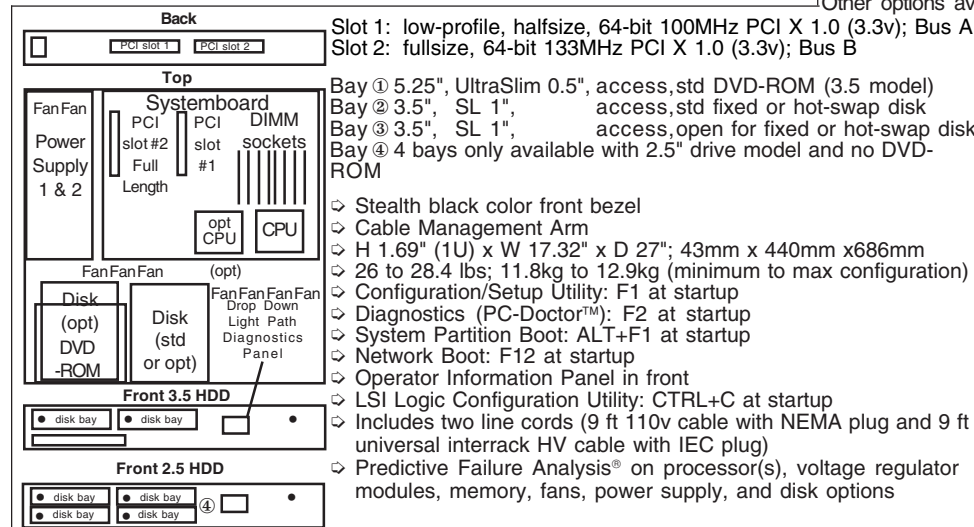 Other options av
Back
PCI slot 1 PCI slot 2
Slot 1: low-profile, halfsize, 64-bit 100MHz PCI X 1.0 (3.3v); Bus A
Slot 2: fullsize, 64-bit 133MHz PCI X 1.0 (3.3v); Bus B
Top
Fan Fan
Power
Supply
1 & 2
Systemboard
PCI
slot #2
Full
Length
PCI
slot
#1
DIMM
sockets
opt
CPU
CPU
Fan Fan Fan
(opt)
Fan Fan Fan Fan
Disk
(opt)
DVD
-ROM
Disk
(std
or opt)
Drop Down
Light Path
Diagnostics
Panel
Front 3.5 HDD
disk bay disk bay
Front 2.5 HDD
disk bay disk bay
disk bay disk bay
④
Bay ① 5.25", UltraSlim 0.5", access,std DVD-ROM (3.5 model)
Bay ② 3.5", SL 1", access,std fixed or hot-swap disk
Bay ③ 3.5", SL 1", access,open for fixed or hot-swap disk
Bay ④ 4 bays only available with 2.5" drive model and no DVD-
ROM
➭ Stealth black color front bezel
➭ Cable Management Arm
➭ H 1.69" (1U) x W 17.32" x D 27"; 43mm x 440mm x686mm
➭ 26 to 28.4 lbs; 11.8kg to 12.9kg (minimum to max configuration)
➭ Configuration/Setup Utility: F1 at startup
➭ Diagnostics (PC-Doctor™): F2 at startup
➭ System Partition Boot: ALT+F1 at startup
➭ Network Boot: F12 at startup
➭ Operator Information Panel in front
➭ LSI Logic Configuration Utility: CTRL+C at startup
➭ Includes two line cords (9 ft 110v cable with NEMA plug and 9 ft
universal interrack HV cable with IEC plug)
➭ Predictive Failure Analysis® on processor(s), voltage regulator
modules, memory, fans, power supply, and disk options